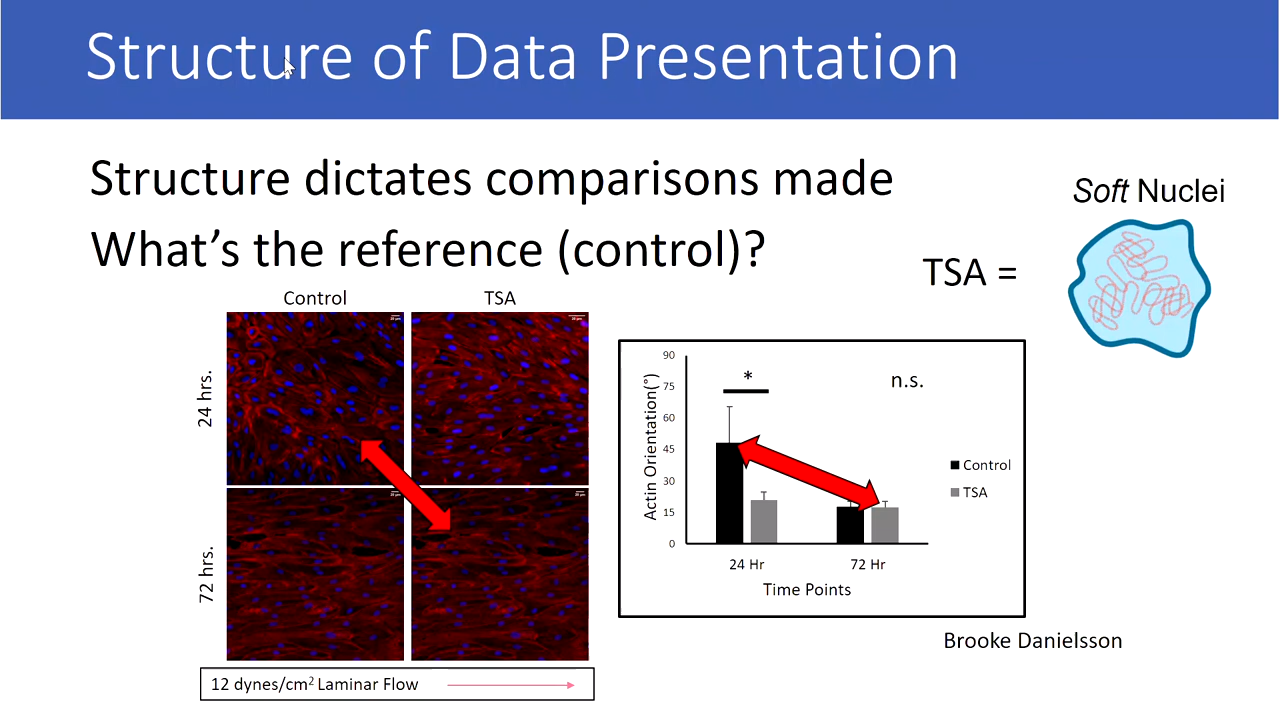 Structure of Data Presentation
Structure dictates comparisons made
What's the reference (control)?
Soft Nuclei
TSA =
Control
TSA
24 hrs.
72 hrs.
12 dynes/cm² Laminar Flow
Actin Orientation(°)
90
75
60
45
30
15
0
*
n.s.
Control
TSA
24 Hr
72 Hr
Time Points
Brooke Danielsson